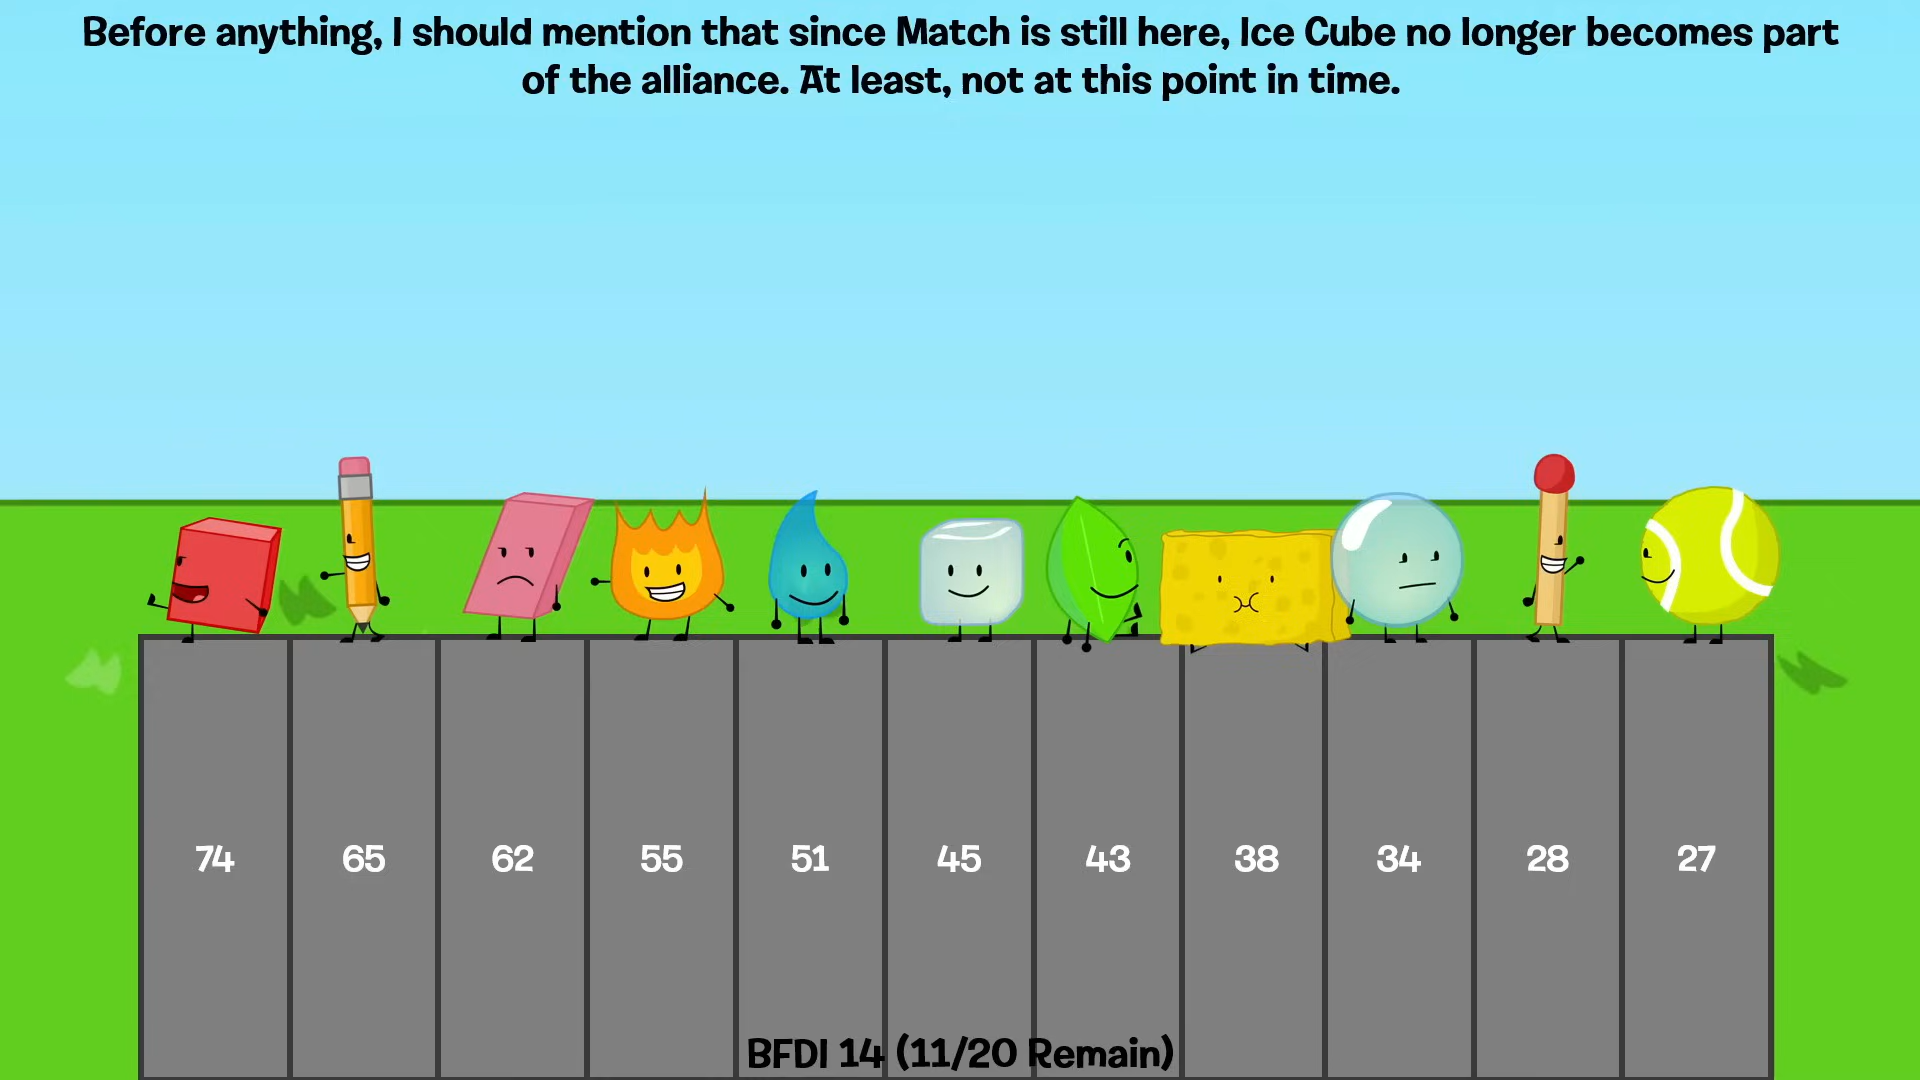 Before anything, I should mention that since Match is still here, Ice Cube no longer becomes part
of the alliance. At least, not at this point in time.
74 65 62 55 51 45 43 38 34 28 27
BFDI 14 (11/20 Remain)